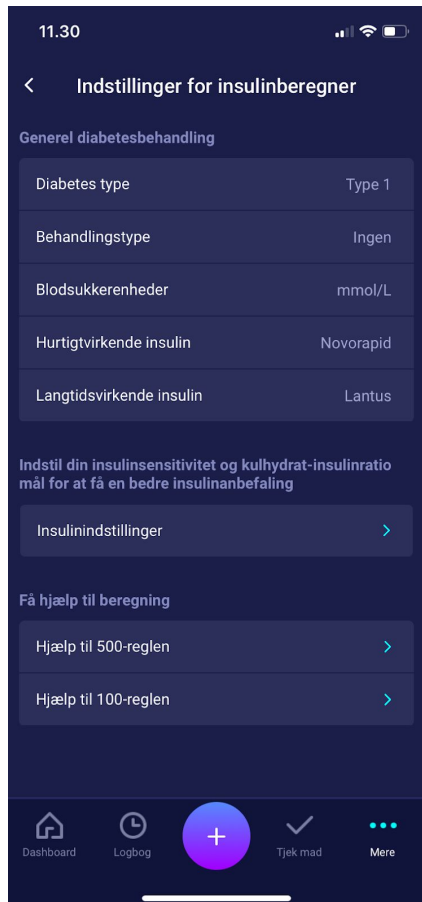 11.30
Indstillinger for insulinberegner
Generel diabetesbehandling
Diabetes type Type 1
Behandlingstype Ingen
Blodsukkerenheder mmol/L
Hurtigtvirkende insulin Novorapid
Langtidsvirkende insulin Lantus
Indstil din insulinsensitivitet og kulhydrat-insulinratio
mål for at få en bedre insulinanbefaling
Insulinindstillinger
Få hjælp til beregning
Hjælp til 500-reglen
Hjælp til 100-reglen
Dashboard Logbog Tjek mad Mere